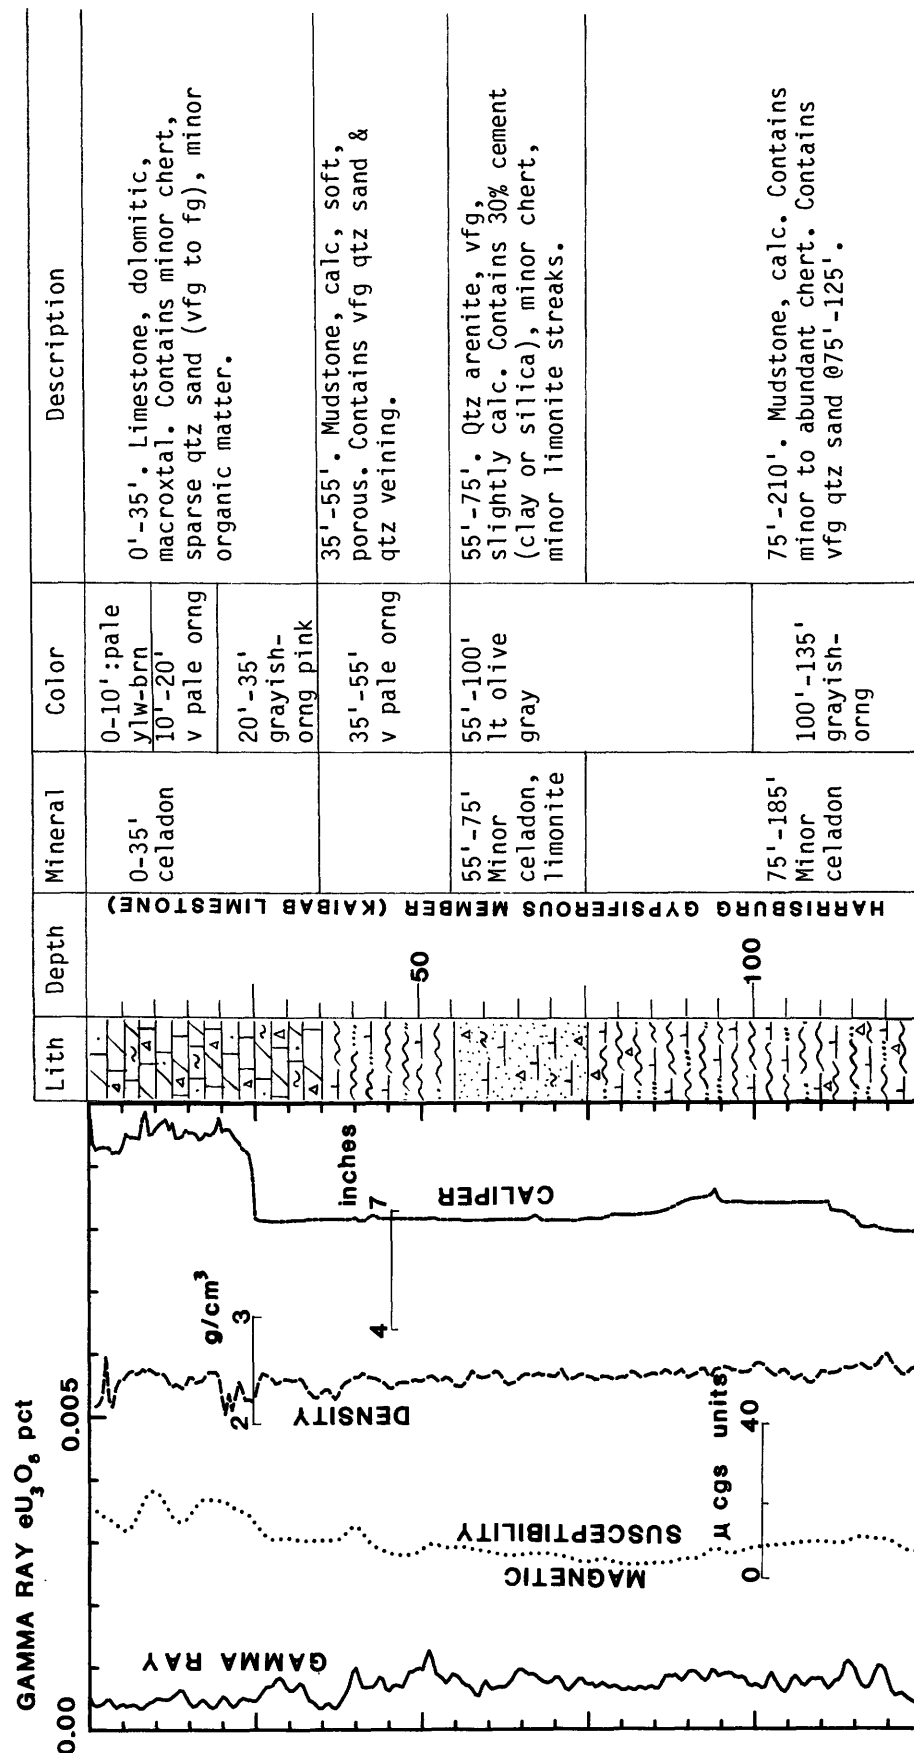 GAMMA RAY eU₃O₈ pct
0.00
0.005
GAMMA RAY
MAGNETIC
SUSCEPTIBILITY
0 40
μ cgs units
DENSITY
2 3
g/cm³
4 7
inches
CALIPER
Lith
Depth
Mineral
Color
Description
50
100
HARRISBURG GYPSIFEROUS MEMBER (KAIBAB LIMESTONE)
0-35'
celadon
55'-75'
Minor
celadon,
limonite
75'-185'
Minor
celadon
0-10':pale
ylw-brn
10'-20'
v pale orng
20'-35'
grayish-
orng pink
35'-55'
v pale orng
55'-100'
lt olive
gray
100'-135'
grayish-
orng
0'-35'. Limestone, dolomitic,
macroxtal. Contains minor chert,
sparse qtz sand (vfg to fg), minor
organic matter.
35'-55'. Mudstone, calc, soft,
porous. Contains vfg qtz sand &
qtz veining.
55'-75'. Qtz arenite, vfg,
slightly calc. Contains 30% cement
(clay or silica), minor chert,
minor limonite streaks.
75'-210'. Mudstone, calc. Contains
minor to abundant chert. Contains
vfg qtz sand @75'-125'.